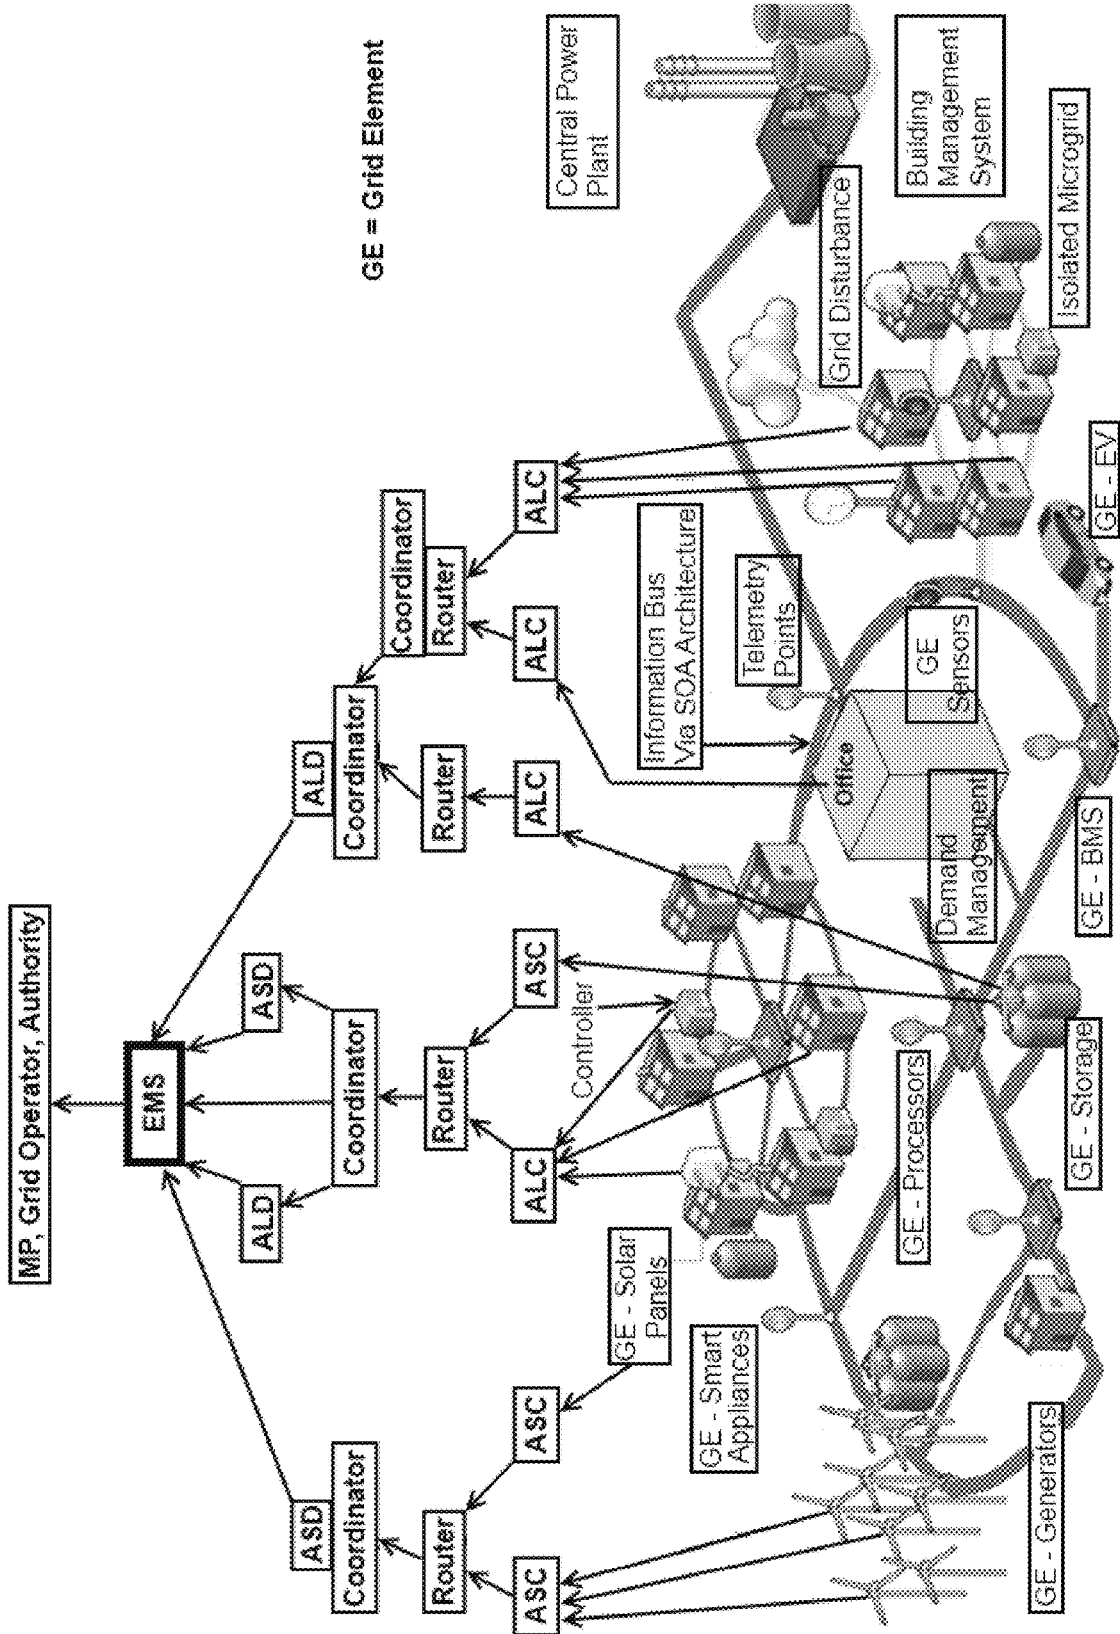 MP, Grid Operator, Authority
EMS
ALD
ASD
ASD
Coordinator
Coordinator
ALD
Coordinator
Coordinator
Router
Router
Router
Router
ASC
ASC
ALC
ASC
ALC
ALC
ALC
GE = Grid Element
Controller
GE - Solar
Panels
GE - Smart
Appliances
Information Bus
Via SOA Architecture
Telemetry
Points
Central Power
Plant
Grid Disturbance
Building
Management
System
Isolated Microgrid
Office
GE
Sensors
Demand
Management
GE - Processors
GE - Generators
GE - Storage
GE - BMS
GE - EV